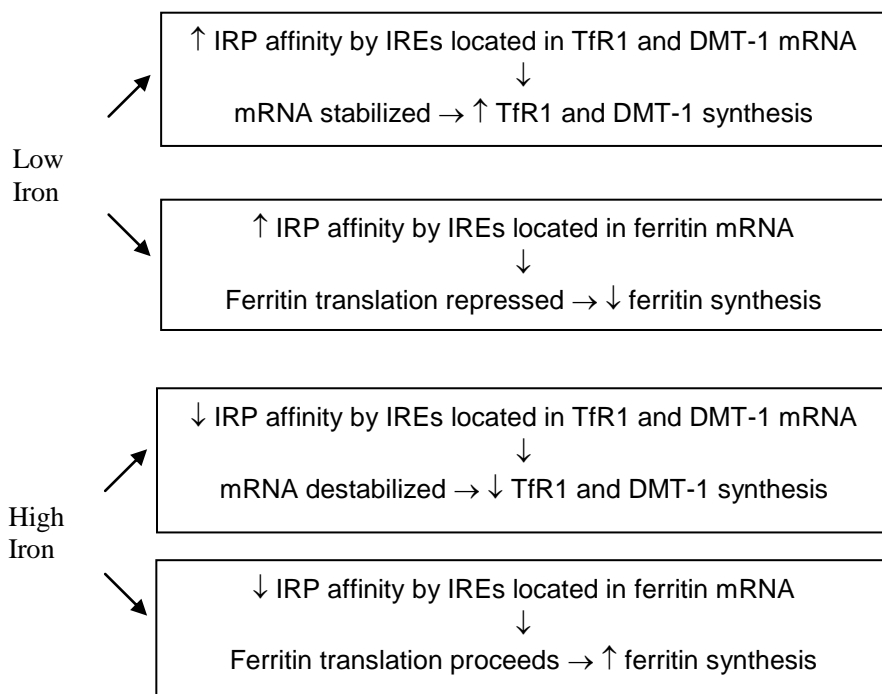 ↑ IRP affinity by IREs located in TfR1 and DMT-1 mRNA
↓
mRNA stabilized → ↑ TfR1 and DMT-1 synthesis
Low
Iron
↑ IRP affinity by IREs located in ferritin mRNA
↓
Ferritin translation repressed → ↓ ferritin synthesis
↓ IRP affinity by IREs located in TfR1 and DMT-1 mRNA
↓
mRNA destabilized → ↓ TfR1 and DMT-1 synthesis
High
Iron
↓ IRP affinity by IREs located in ferritin mRNA
↓
Ferritin translation proceeds → ↑ ferritin synthesis